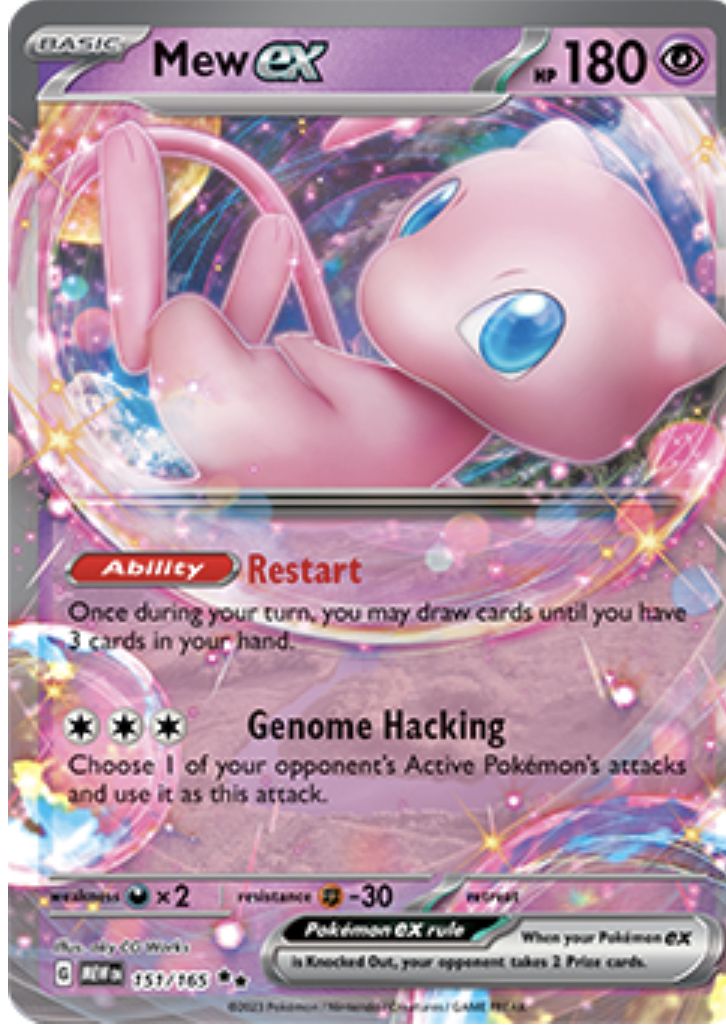 BASIC Mew ex HP 180
Ability Restart
Once during your turn, you may draw cards until you have
3 cards in your hand.
Genome Hacking
Choose 1 of your opponent's Active Pokémon's attacks
and use it as this attack.
weakness ×2 resistance -30 retreat
Pokémon ex rule When your Pokémon ex
is Knocked Out, your opponent takes 2 Prize cards.
Illus.
G MEW EN 151/165
©2023 Pokémon / Nintendo / Creatures / GAME FREAK